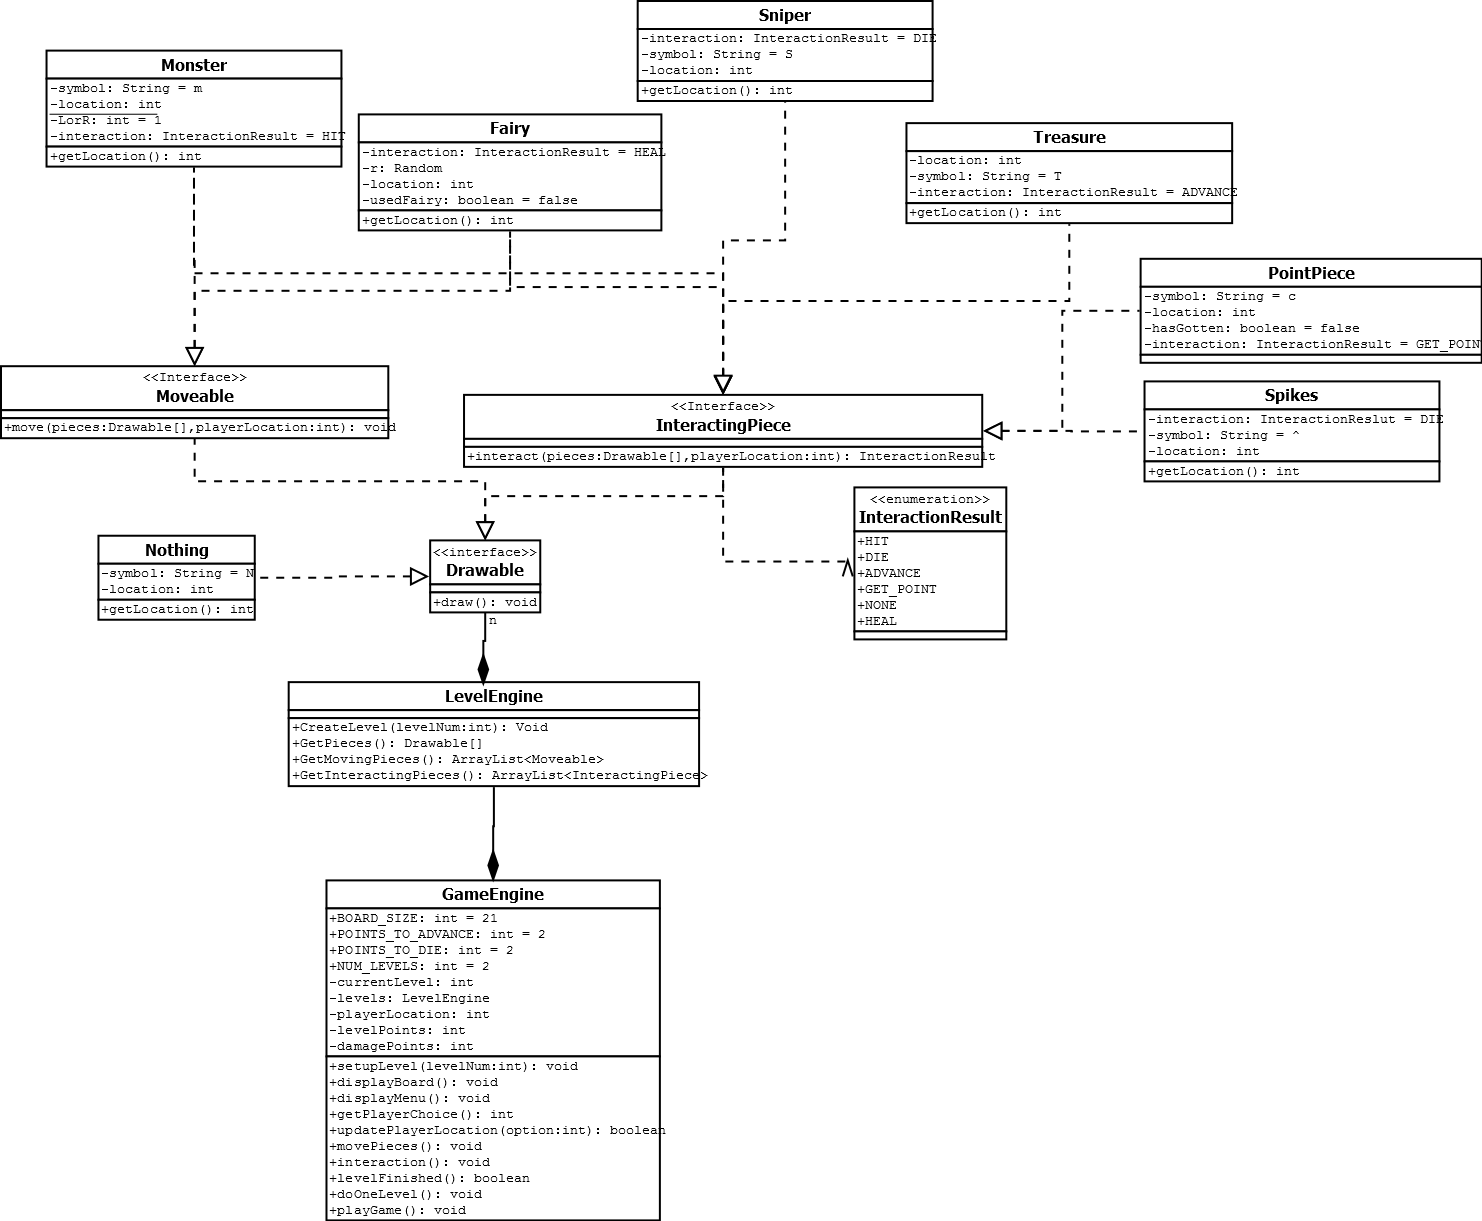 Sniper
-interaction: InteractionResult = DIE
-symbol: String = S
-location: int
+getLocation(): int
Monster
-symbol: String = m
-location: int
-LorR: int = 1
-interaction: InteractionResult = HIT
+getLocation(): int
Fairy
-interaction: InteractionResult = HEAL
-r: Random
-location: int
-usedFairy: boolean = false
+getLocation(): int
Treasure
-location: int
-symbol: String = T
-interaction: InteractionResult = ADVANCE
+getLocation(): int
PointPiece
-symbol: String = c
-location: int
-hasGotten: boolean = false
-interaction: InteractionResult = GET_POIN
<<Interface>>
Moveable
+move(pieces:Drawable[],playerLocation:int): void
<<Interface>>
InteractingPiece
+interact(pieces:Drawable[],playerLocation:int): InteractionResult
Spikes
-interaction: InteractionReslut = DIE
-symbol: String = ^
-location: int
+getLocation(): int
<<enumeration>>
InteractionResult
+HIT
+DIE
+ADVANCE
+GET_POINT
+NONE
+HEAL
Nothing
-symbol: String = N
-location: int
+getLocation(): int
<<interface>>
Drawable
+draw(): void
n
LevelEngine
+CreateLevel(levelNum:int): Void
+GetPieces(): Drawable[]
+GetMovingPieces(): ArrayList<Moveable>
+GetInteractingPieces(): ArrayList<InteractingPiece>
GameEngine
+BOARD_SIZE: int = 21
+POINTS_TO_ADVANCE: int = 2
+POINTS_TO_DIE: int = 2
+NUM_LEVELS: int = 2
-currentLevel: int
-levels: LevelEngine
-playerLocation: int
-levelPoints: int
-damagePoints: int
+setupLevel(levelNum:int): void
+displayBoard(): void
+displayMenu(): void
+getPlayerChoice(): int
+updatePlayerLocation(option:int): boolean
+movePieces(): void
+interaction(): void
+levelFinished(): boolean
+doOneLevel(): void
+playGame(): void